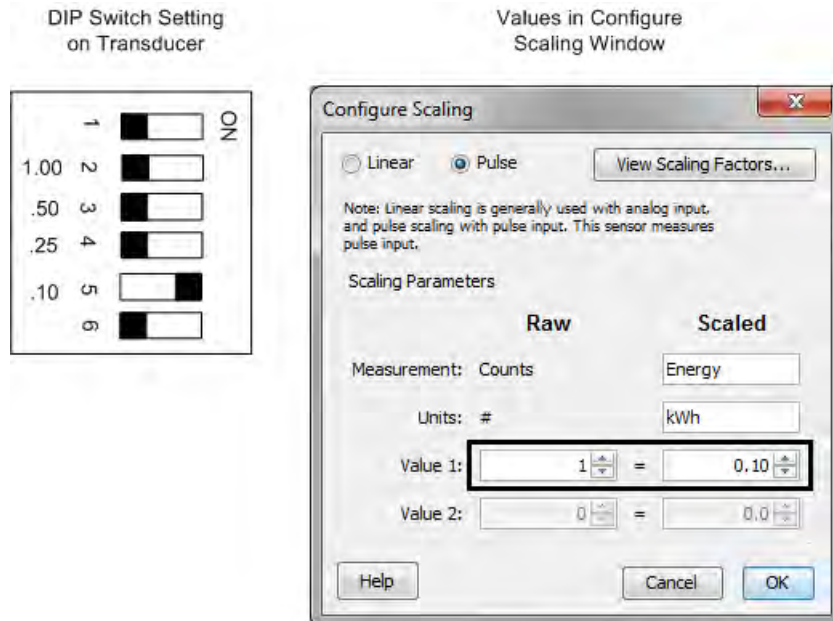 DIP Switch Setting
on Transducer
ON
1
1.00 2
.50 3
.25 4
.10 5
6
Values in Configure
Scaling Window
Configure Scaling
Linear Pulse View Scaling Factors...
Note: Linear scaling is generally used with analog input,
and pulse scaling with pulse input. This sensor measures
pulse input.
Scaling Parameters
Raw Scaled
Measurement: Counts Energy
Units: # kWh
Value 1: 1 = 0.10
Value 2: 0 = 0.0
Help Cancel OK